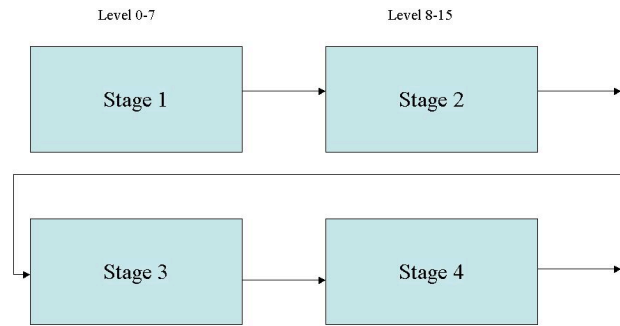 Level 0-7
Level 8-15
Stage 1
Stage 2
Stage 3
Stage 4